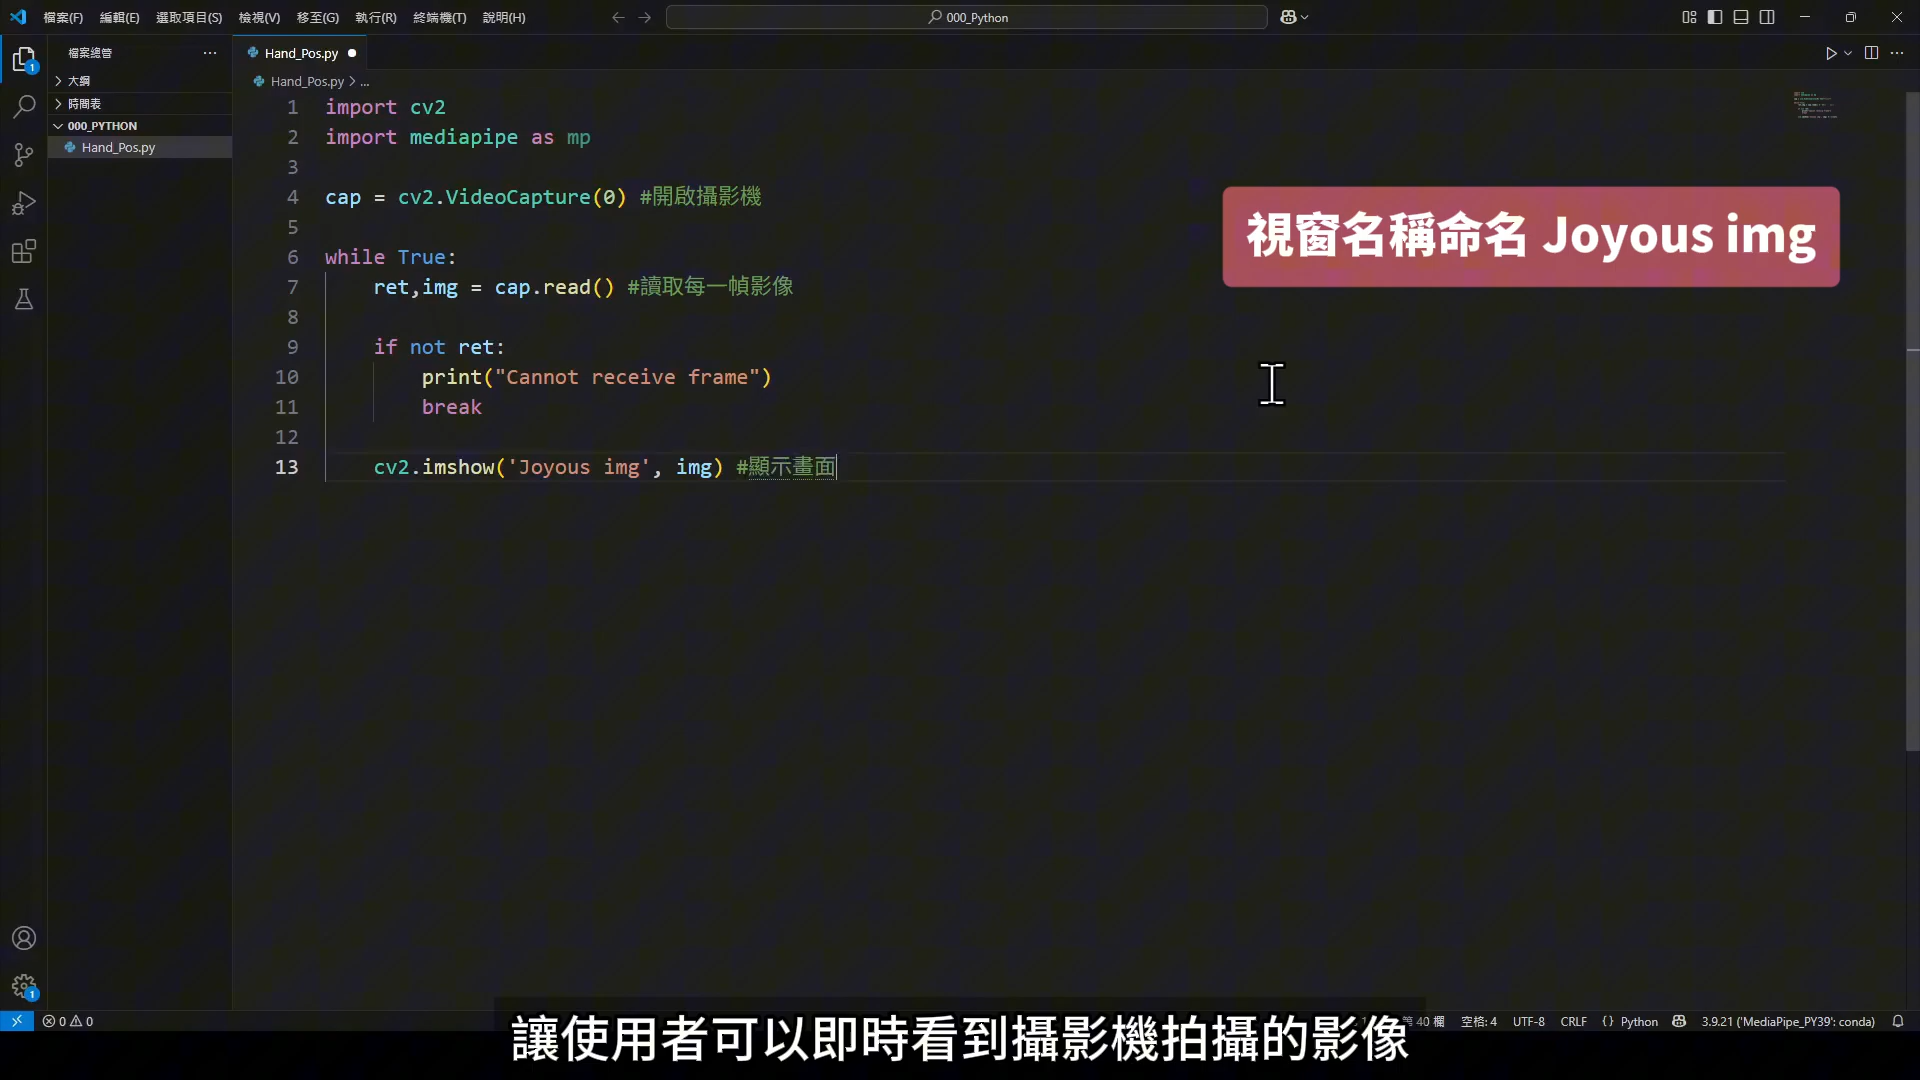 檔案(F) 編輯(E) 選取項目(S) 檢視(V) 移至(G) 執行(R) 終端機(T) 說明(H)
000_Python
檔案總管
大綱
時間表
000_PYTHON
Hand_Pos.py
Hand_Pos.py
Hand_Pos.py > ...
1 import cv2
2 import mediapipe as mp
3
4 cap = cv2.VideoCapture(0) #開啟攝影機
5
6 while True:
7     ret,img = cap.read() #讀取每一幀影像
8
9     if not ret:
10         print("Cannot receive frame")
11         break
12
13     cv2.imshow('Joyous img', img) #顯示畫面
視窗名稱命名 Joyous img
1
1
0 0
第 40 欄 空格: 4 UTF-8 CRLF {} Python 3.9.21 ('MediaPipe_PY39': conda)
讓使用者可以即時看到攝影機拍攝的影像